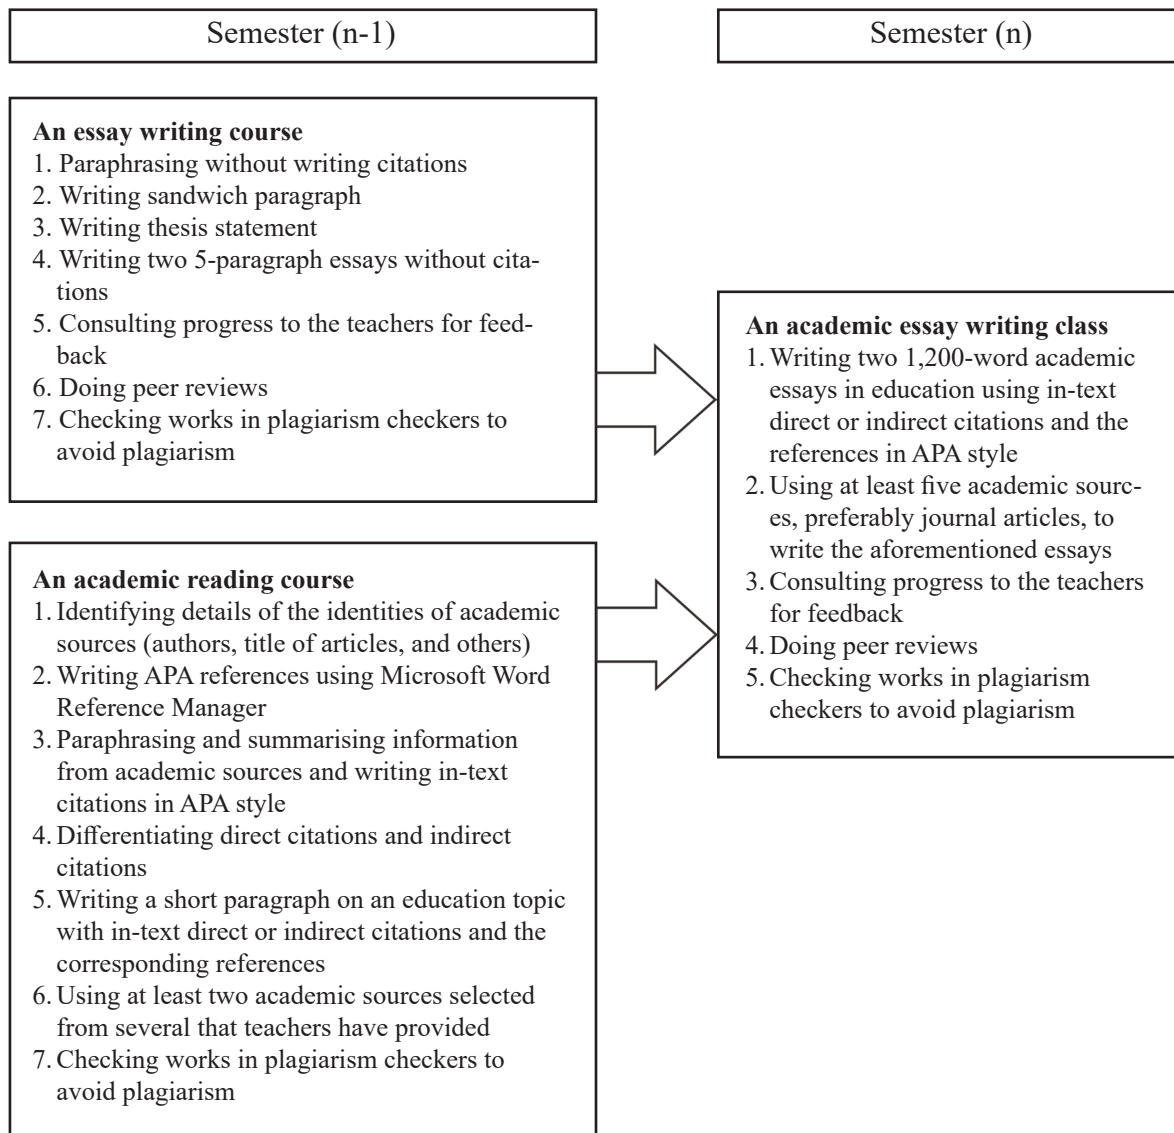 Semester (n-1)
Semester (n)
An essay writing course
1. Paraphrasing without writing citations
2. Writing sandwich paragraph
3. Writing thesis statement
4. Writing two 5-paragraph essays without cita-
tions
5. Consulting progress to the teachers for feed-
back
6. Doing peer reviews
7. Checking works in plagiarism checkers to
avoid plagiarism
An academic reading course
1. Identifying details of the identities of academic
sources (authors, title of articles, and others)
2. Writing APA references using Microsoft Word
Reference Manager
3. Paraphrasing and summarising information
from academic sources and writing in-text
citations in APA style
4. Differentiating direct citations and indirect
citations
5. Writing a short paragraph on an education topic
with in-text direct or indirect citations and the
corresponding references
6. Using at least two academic sources selected
from several that teachers have provided
7. Checking works in plagiarism checkers to
avoid plagiarism
An academic essay writing class
1. Writing two 1,200-word academic
essays in education using in-text
direct or indirect citations and the
references in APA style
2. Using at least five academic sourc-
es, preferably journal articles, to
write the aforementioned essays
3. Consulting progress to the teachers
for feedback
4. Doing peer reviews
5. Checking works in plagiarism
checkers to avoid plagiarism